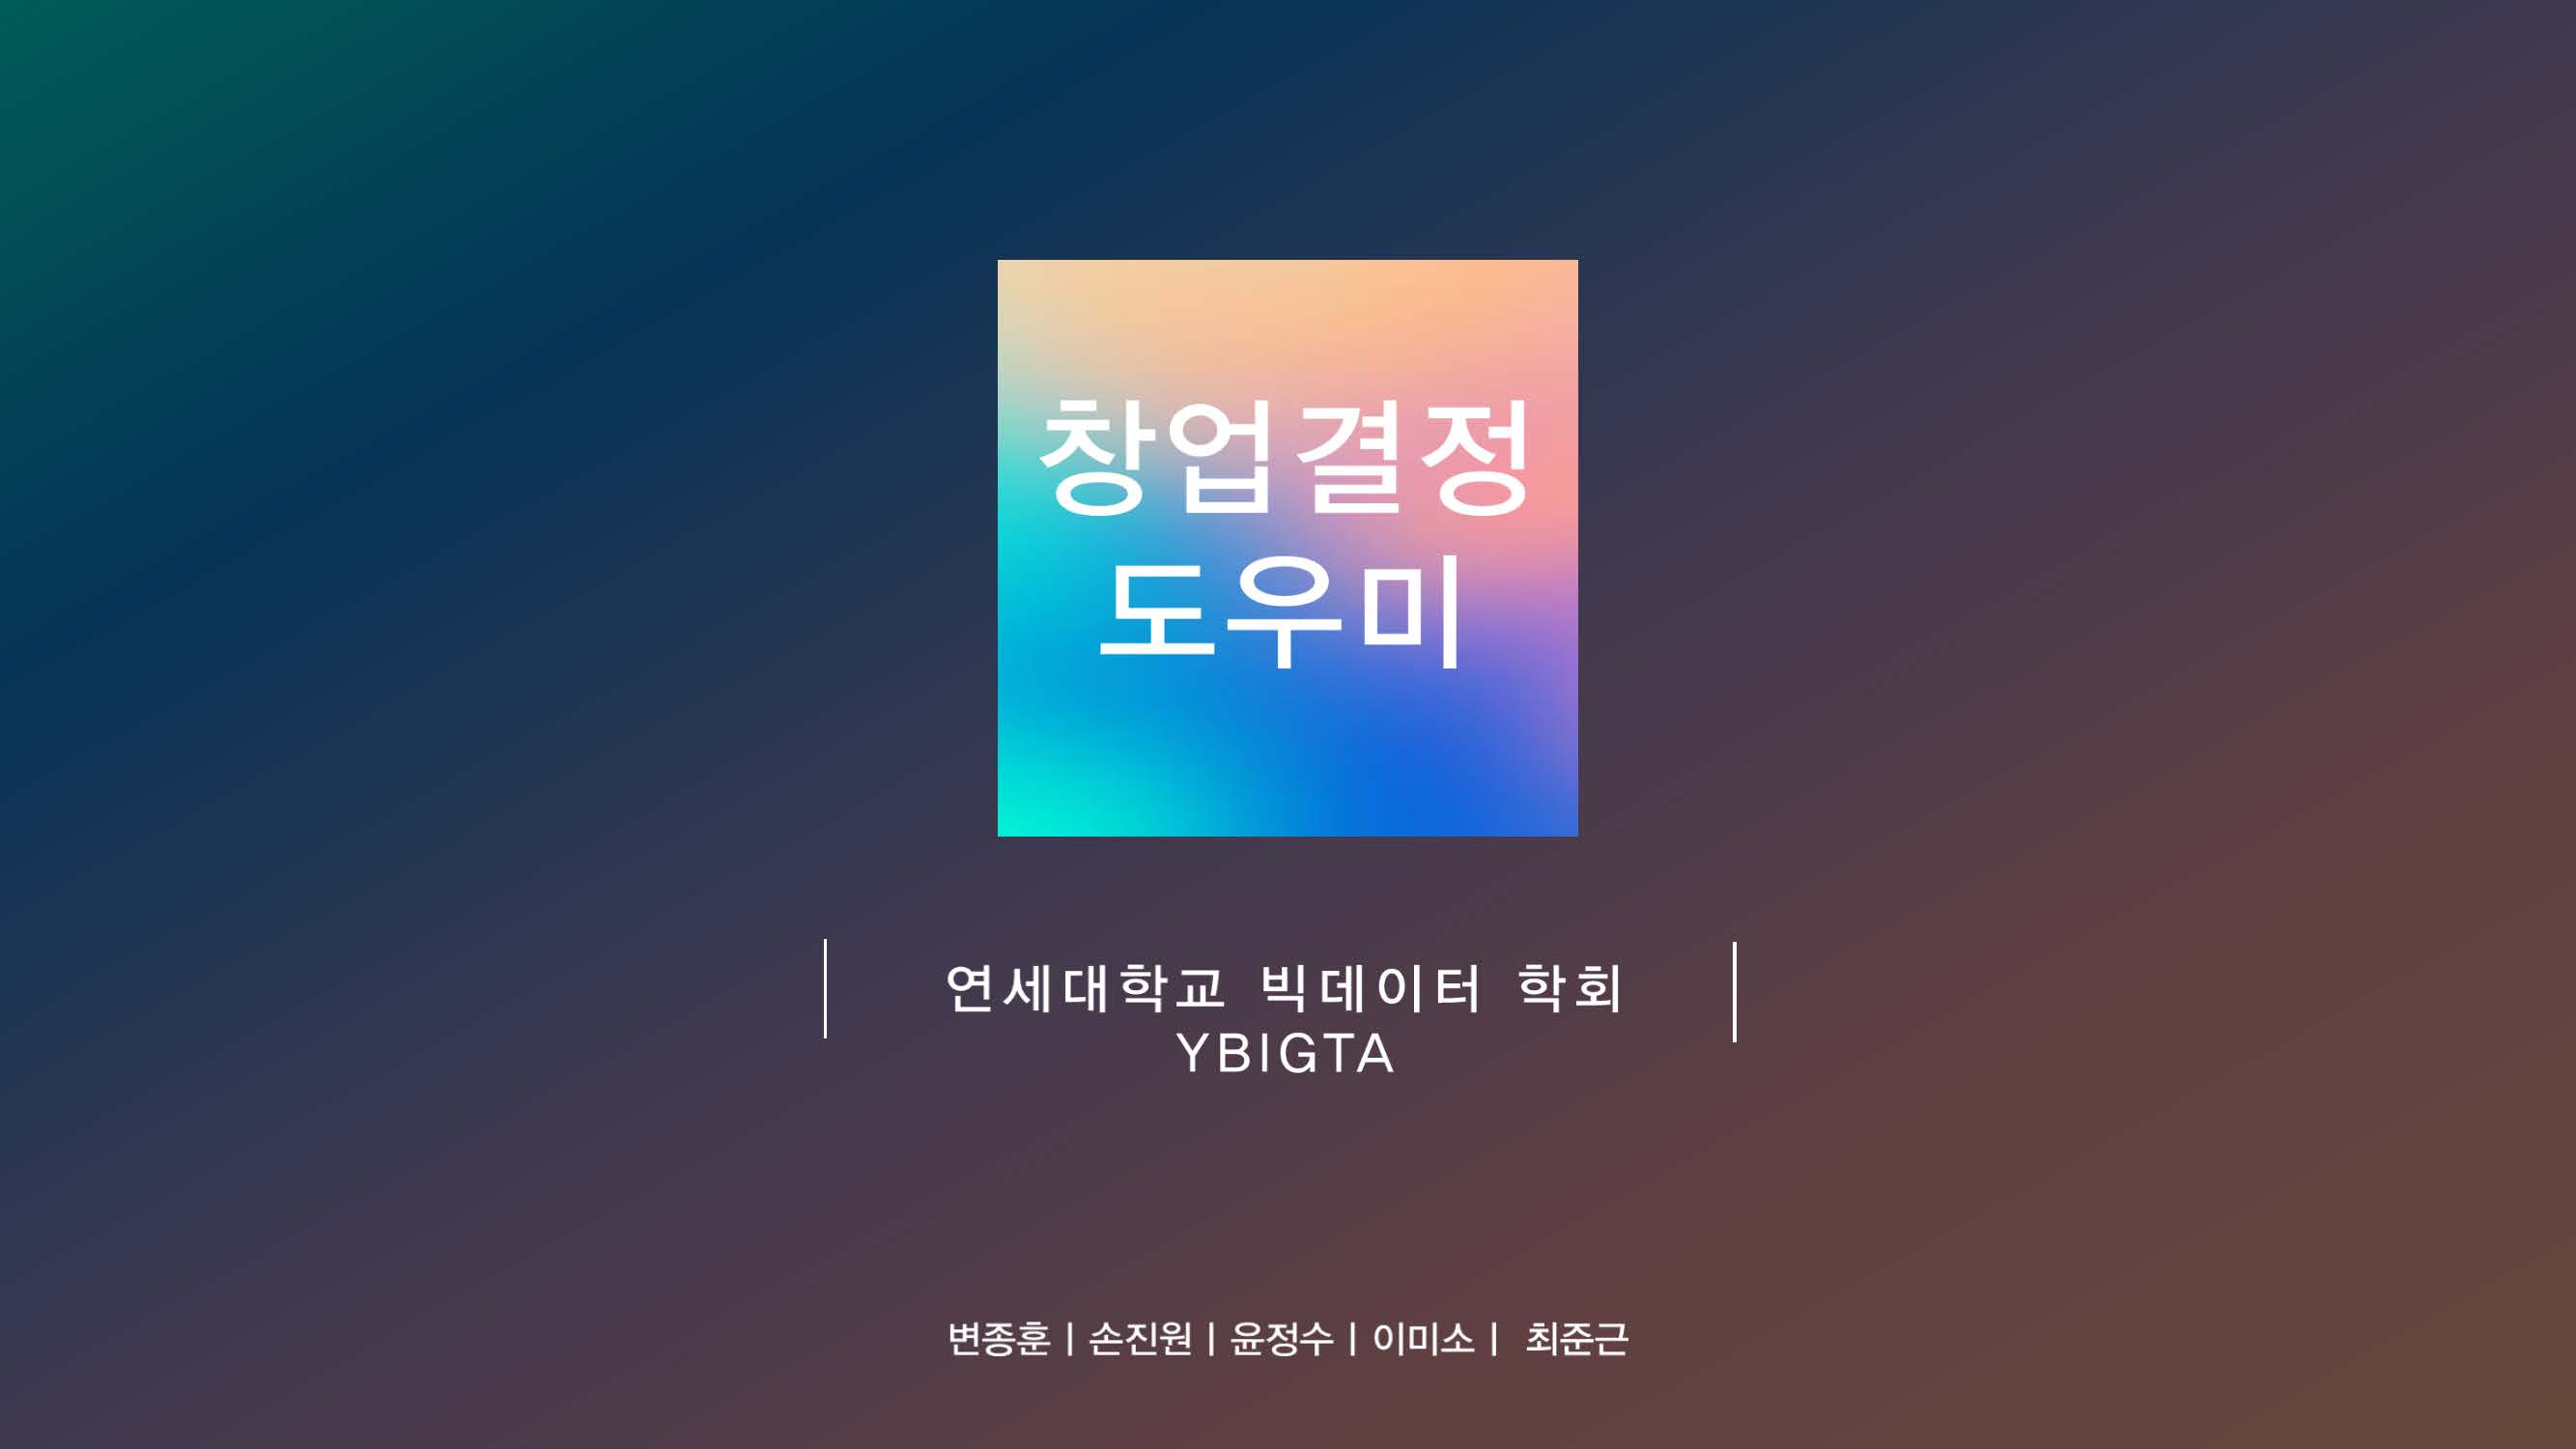 창업결정
도우미
연세대학교 빅데이터 학회
YBIGTA
변종훈 | 손진원 | 윤정수 | 이미소 | 최준근